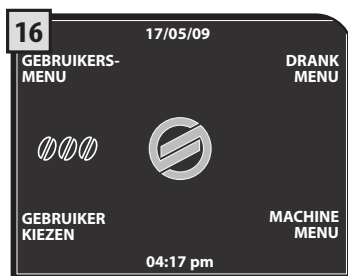 16
17/05/09
GEBRUIKERS-
MENU
DRANK
MENU
GEBRUIKER
KIEZEN
MACHINE
MENU
04:17 pm